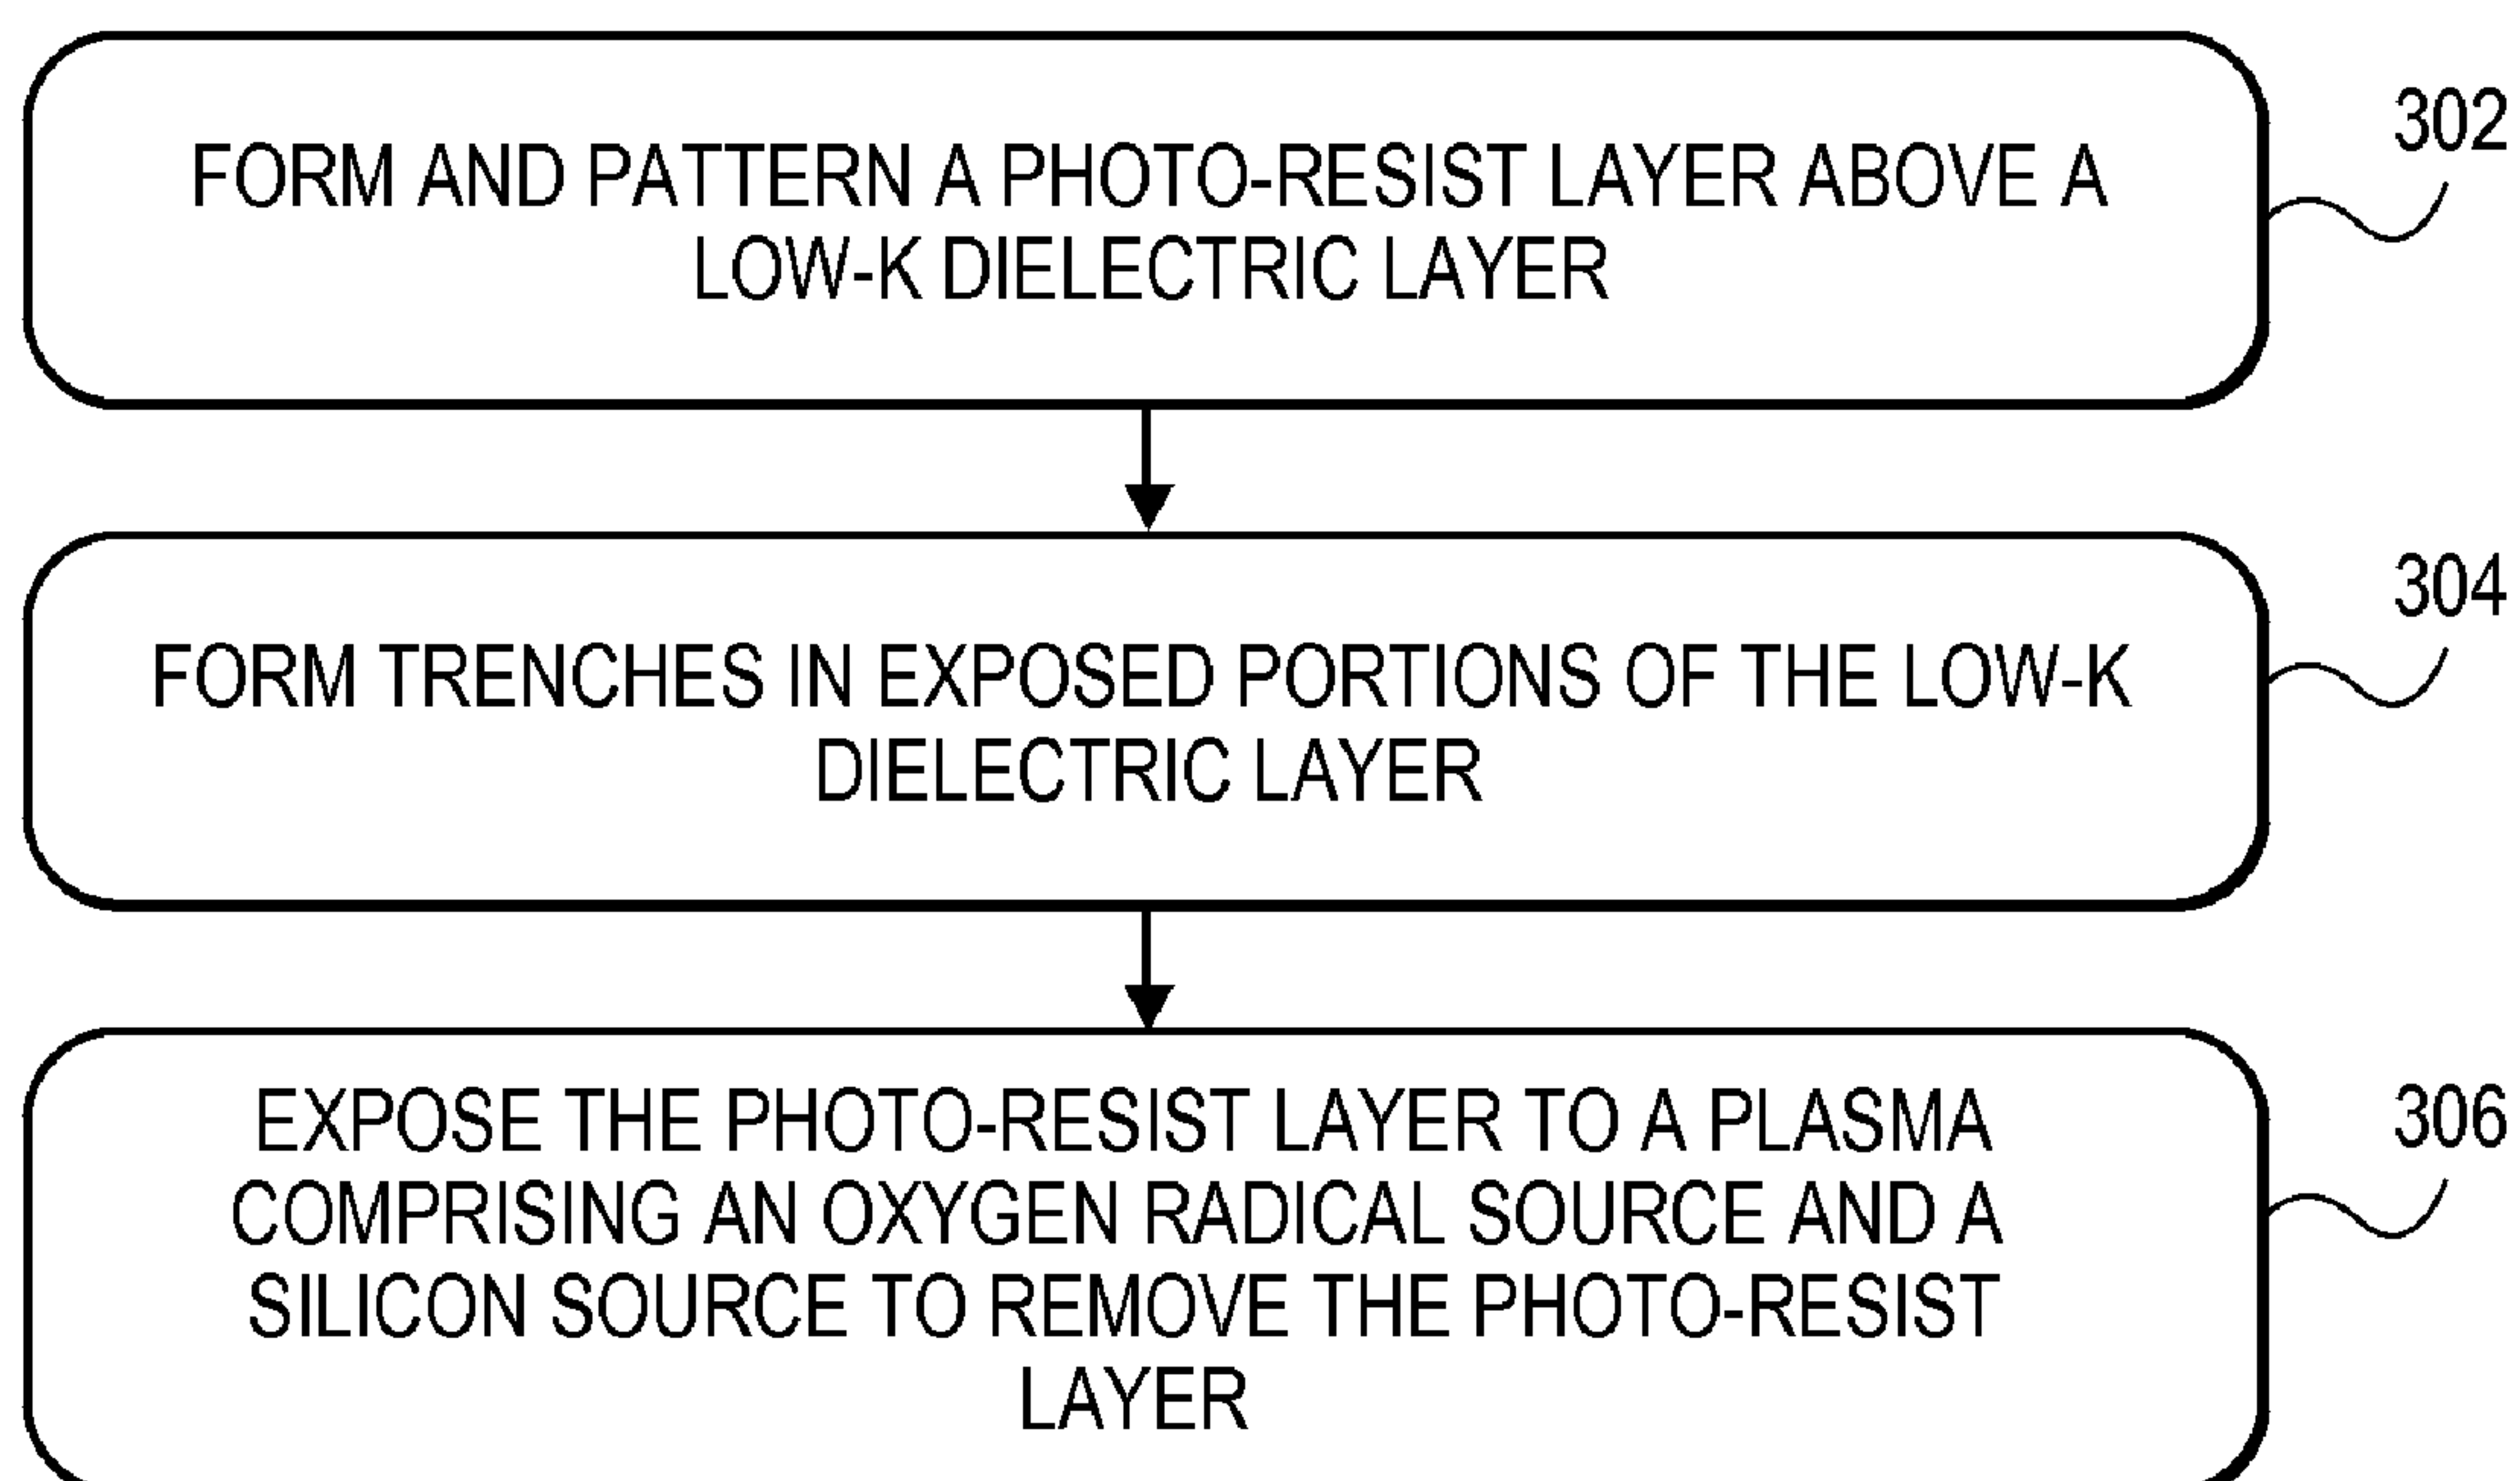 302
FORM AND PATTERN A PHOTO-RESIST LAYER ABOVE A
LOW-K DIELECTRIC LAYER
304
FORM TRENCHES IN EXPOSED PORTIONS OF THE LOW-K
DIELECTRIC LAYER
306
EXPOSE THE PHOTO-RESIST LAYER TO A PLASMA
COMPRISING AN OXYGEN RADICAL SOURCE AND A
SILICON SOURCE TO REMOVE THE PHOTO-RESIST
LAYER